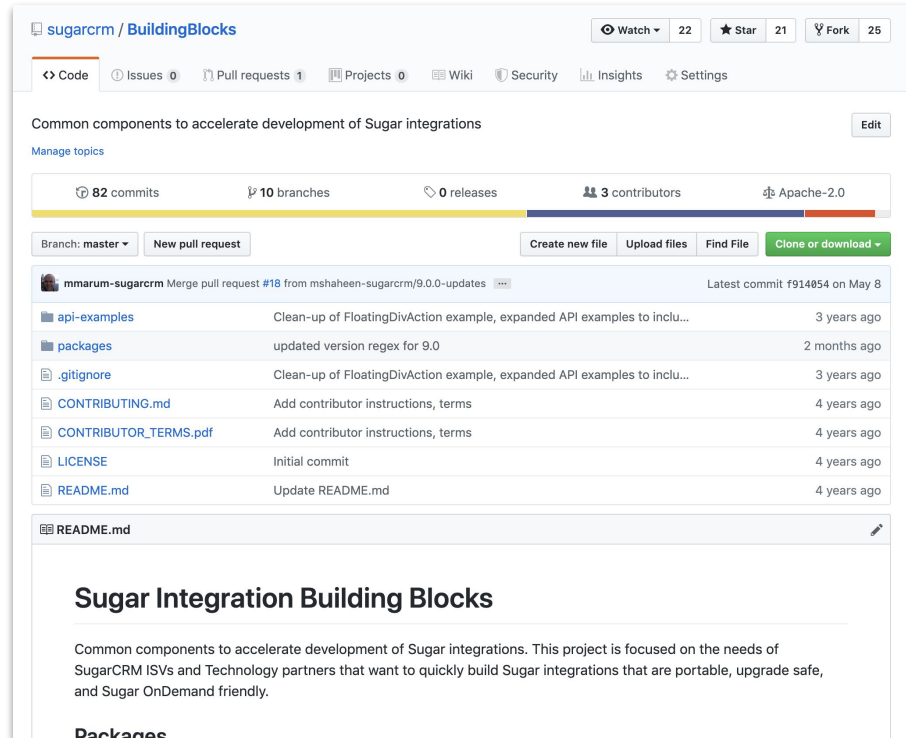 sugarcrm / BuildingBlocks
Watch 22 Star 21 Fork 25
Code Issues 0 Pull requests 1 Projects 0 Wiki Security Insights Settings
Common components to accelerate development of Sugar integrations Edit
Manage topics
82 commits 10 branches 0 releases 3 contributors Apache-2.0
Branch: master New pull request Create new file Upload files Find File Clone or download
mmarum-sugarcrm Merge pull request #18 from mshaheen-sugarcrm/9.0.0-updates ... Latest commit f914054 on May 8
api-examples Clean-up of FloatingDivAction example, expanded API examples to inclu... 3 years ago
packages updated version regex for 9.0 2 months ago
.gitignore Clean-up of FloatingDivAction example, expanded API examples to inclu... 3 years ago
CONTRIBUTING.md Add contributor instructions, terms 4 years ago
CONTRIBUTOR_TERMS.pdf Add contributor instructions, terms 4 years ago
LICENSE Initial commit 4 years ago
README.md Update README.md 4 years ago
README.md
Sugar Integration Building Blocks
Common components to accelerate development of Sugar integrations. This project is focused on the needs of
SugarCRM ISVs and Technology partners that want to quickly build Sugar integrations that are portable, upgrade safe,
and Sugar OnDemand friendly.
Packages